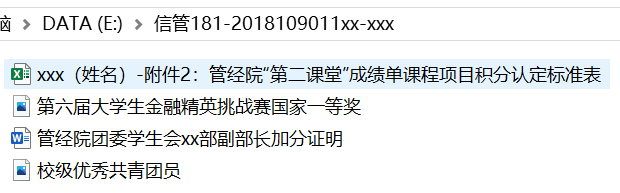 脑 > DATA (E:) > 信管181-2018109011xx-xxx
xxx（姓名）-附件2：管经院“第二课堂”成绩单课程项目积分认定标准表
第六届大学生金融精英挑战赛国家一等奖
管经院团委学生会xx部副部长加分证明
校级优秀共青团员